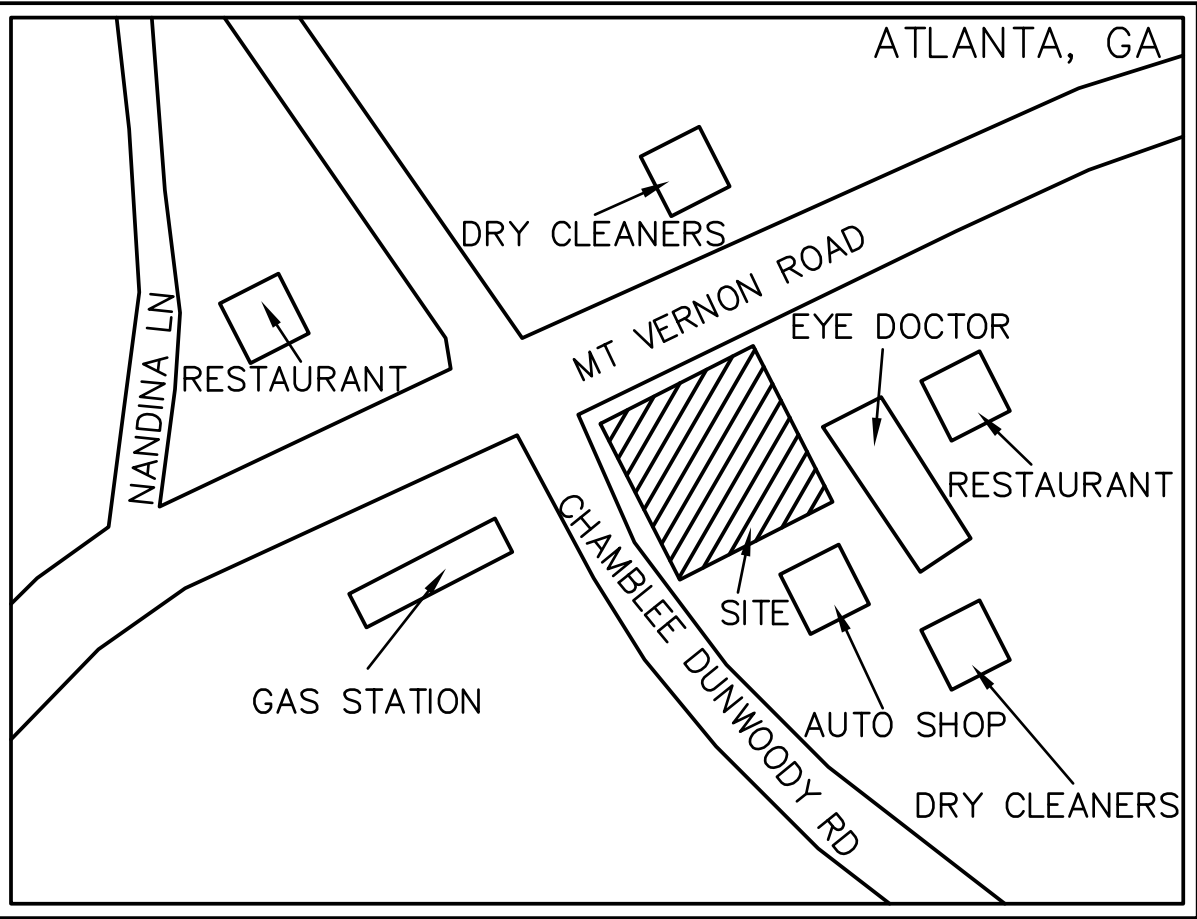 ATLANTA, GA
DRY CLEANERS
MT VERNON ROAD
EYE DOCTOR
NANDINA LN
RESTAURANT
RESTAURANT
CHAMBLEE DUNWOODY RD
SITE
GAS STATION
AUTO SHOP
DRY CLEANERS